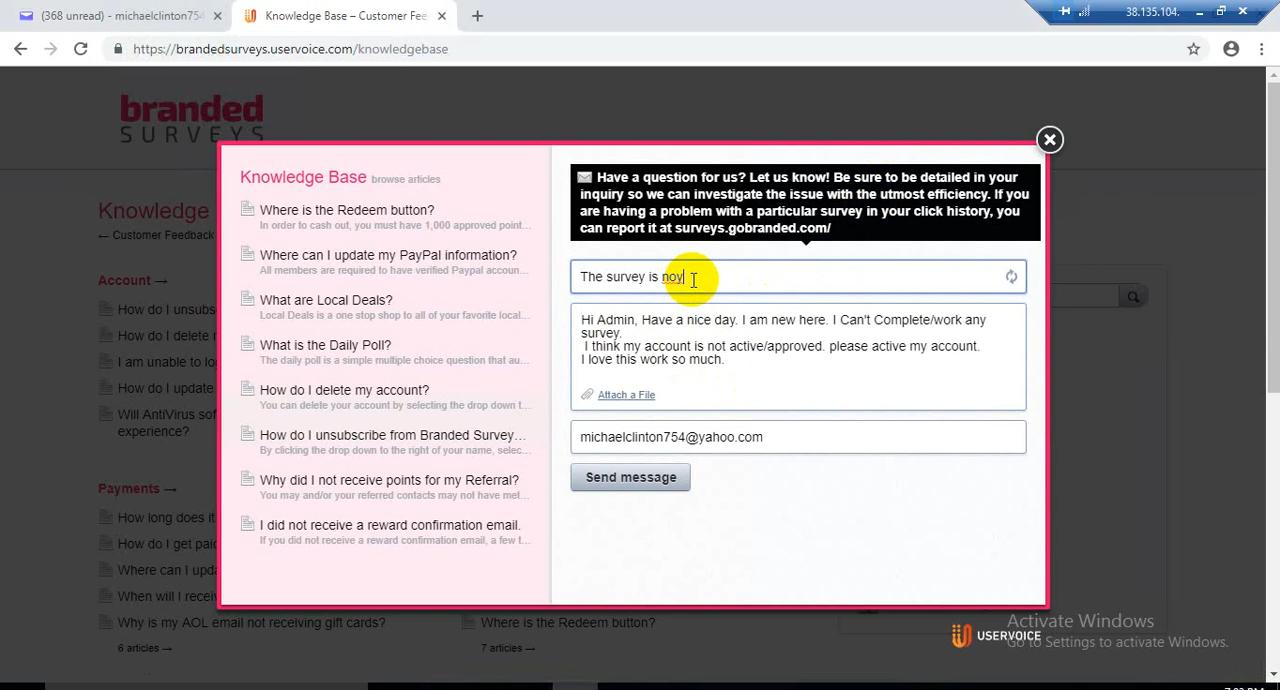 (368 unread) - michaelclinton754
Knowledge Base – Customer Fee
38.135.104.
https://brandedsurveys.uservoice.com/knowledgebase
branded
SURVEYS
Knowledge
← Customer Feedback
Account →
How do I unsubs
How do I delete
I am unable to lo
How do I update
Will AntiVirus sof
experience?
Payments →
How long does it
How do I get paid
Where can I upda
When will I receiv
Why is my AOL email not receiving gift cards?
6 articles →
Where is the Redeem button?
7 articles →
Knowledge Base browse articles
Where is the Redeem button?
In order to cash out, you must have 1,000 approved point...
Where can I update my PayPal information?
All members are required to have verified Paypal accoun...
What are Local Deals?
Local Deals is a one stop shop to all of your favorite local...
What is the Daily Poll?
The daily poll is a simple multiple choice question that au...
How do I delete my account?
You can delete your account by selecting the drop down t...
How do I unsubscribe from Branded Survey…
By clicking the drop down to the right of your name, selec...
Why did I not receive points for my Referral?
You may and/or your referred contacts may not have met...
I did not receive a reward confirmation email.
If you did not receive a reward confirmation email, a few t...
Have a question for us? Let us know! Be sure to be detailed in your
inquiry so we can investigate the issue with the utmost efficiency. If you
are having a problem with a particular survey in your click history, you
can report it at surveys.gobranded.com/
The survey is noy
Hi Admin, Have a nice day. I am new here. I Can't Complete/work any
survey.
I think my account is not active/approved. please active my account.
I love this work so much.
Attach a File
michaelclinton754@yahoo.com
Send message
USERVOICE
Activate Windows
Go to Settings to activate Windows.